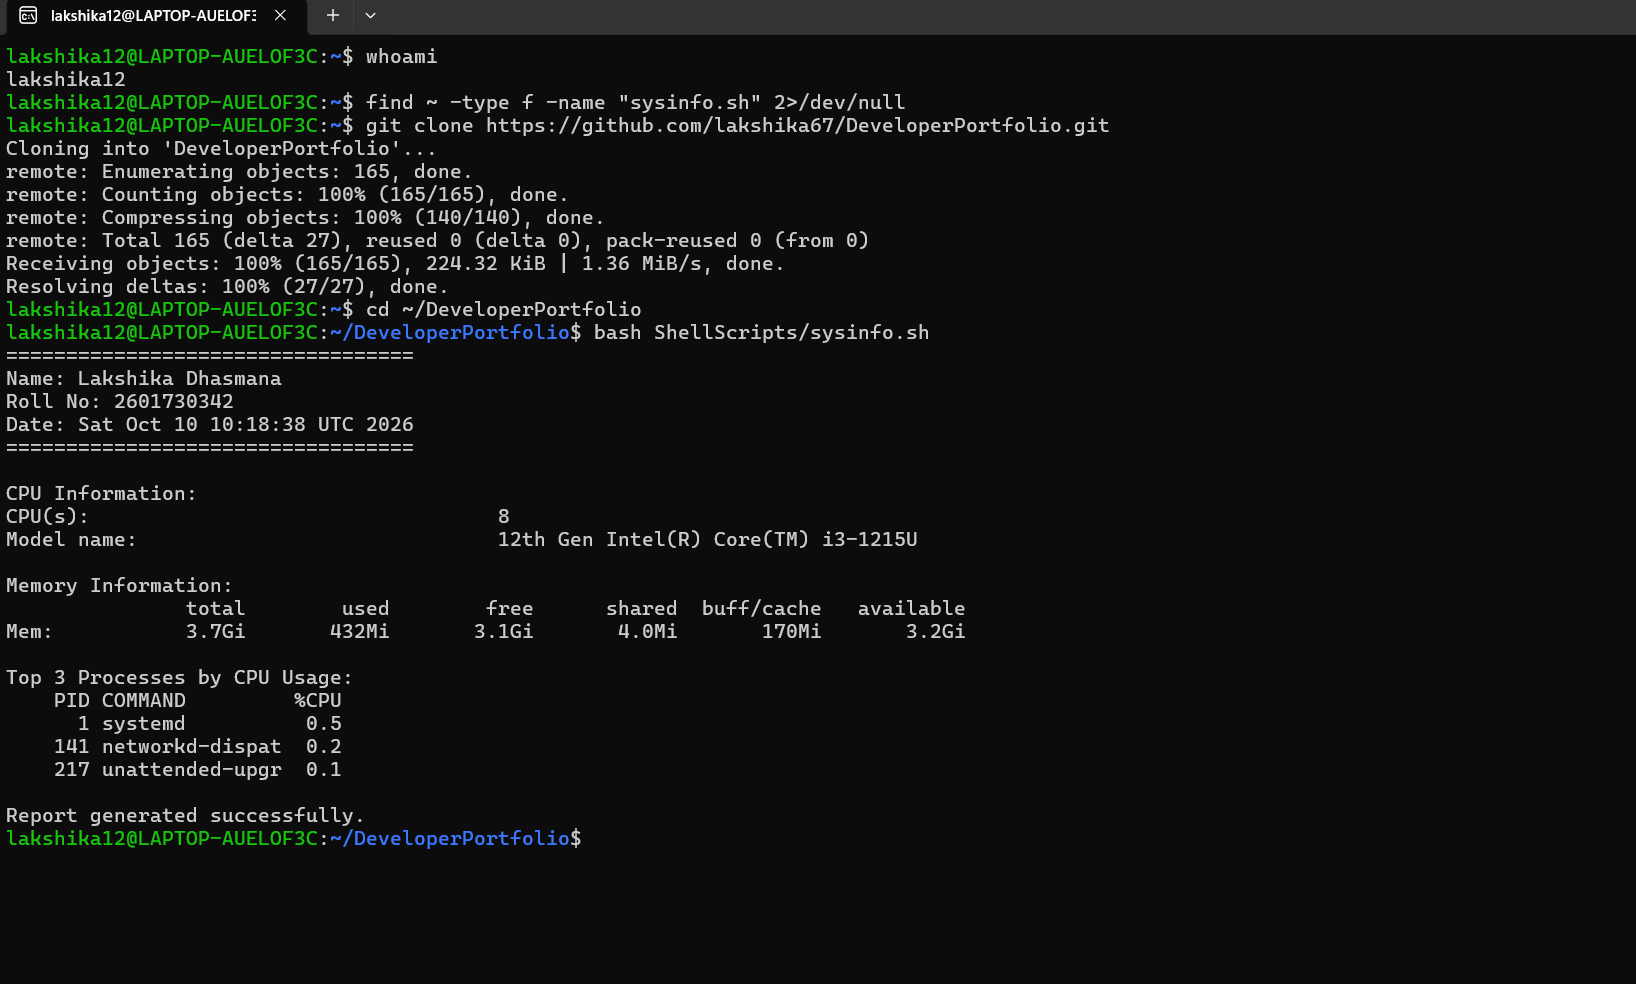 lakshika12@LAPTOP-AUELOF3
lakshika12@LAPTOP-AUELOF3C:~$ whoami
lakshika12
lakshika12@LAPTOP-AUELOF3C:~$ find ~ -type f -name "sysinfo.sh" 2>/dev/null
lakshika12@LAPTOP-AUELOF3C:~$ git clone https://github.com/lakshika67/DeveloperPortfolio.git
Cloning into 'DeveloperPortfolio'...
remote: Enumerating objects: 165, done.
remote: Counting objects: 100% (165/165), done.
remote: Compressing objects: 100% (140/140), done.
remote: Total 165 (delta 27), reused 0 (delta 0), pack-reused 0 (from 0)
Receiving objects: 100% (165/165), 224.32 KiB | 1.36 MiB/s, done.
Resolving deltas: 100% (27/27), done.
lakshika12@LAPTOP-AUELOF3C:~$ cd ~/DeveloperPortfolio
lakshika12@LAPTOP-AUELOF3C:~/DeveloperPortfolio$ bash ShellScripts/sysinfo.sh
==================================
Name: Lakshika Dhasmana
Roll No: 2601730342
Date: Sat Oct 10 10:18:38 UTC 2026
==================================
CPU Information:
CPU(s): 8
Model name: 12th Gen Intel(R) Core(TM) i3-1215U
Memory Information:
total used free shared buff/cache available
Mem: 3.7Gi 432Mi 3.1Gi 4.0Mi 170Mi 3.2Gi
Top 3 Processes by CPU Usage:
PID COMMAND %CPU
1 systemd 0.5
141 networkd-dispat 0.2
217 unattended-upgr 0.1
Report generated successfully.
lakshika12@LAPTOP-AUELOF3C:~/DeveloperPortfolio$